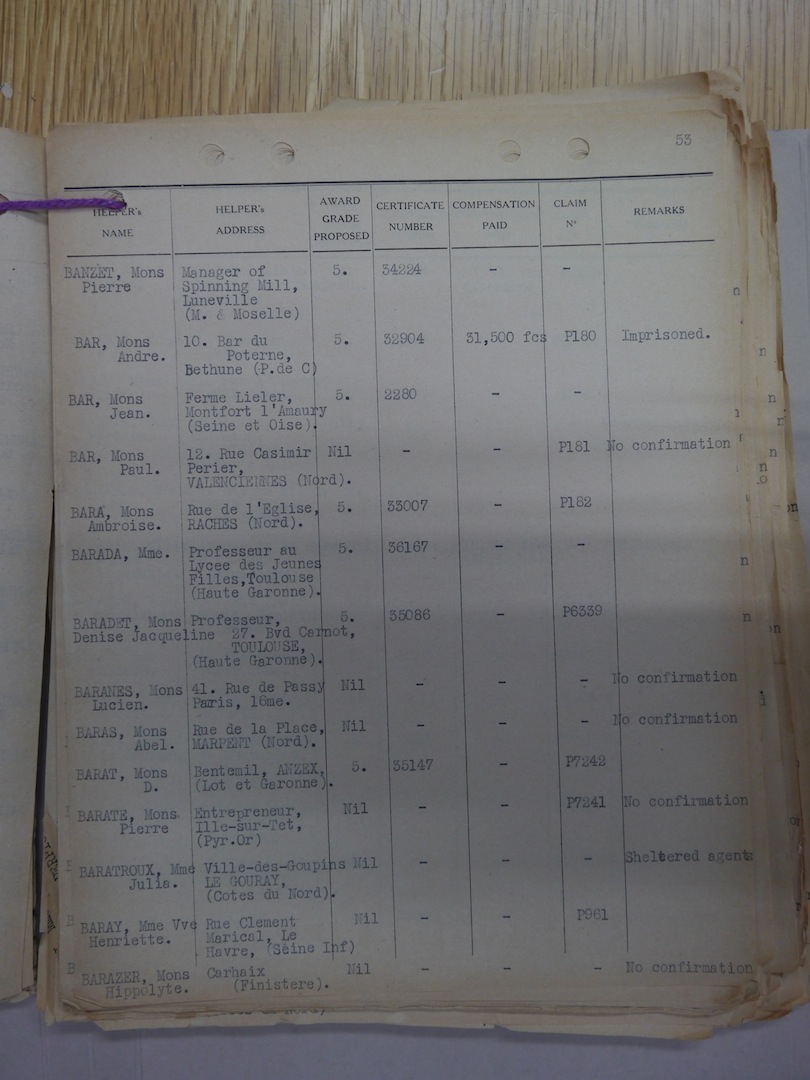 53
HELPER's NAME HELPER's ADDRESS AWARD GRADE PROPOSED CERTIFICATE NUMBER COMPENSATION PAID CLAIM N° REMARKS
BANZET, Mons Manager of 5. 34224 - -
Pierre Spinning Mill,
Luneville
(M. & Moselle)
BAR, Mons 10. Bar du 5. 32904 31,500 fcs P180 Imprisoned.
Andre. Poterne,
Bethune (P.de C)
BAR, Mons Ferme Lieler, 5. 2280 - -
Jean. Montfort l'Amaury
(Seine et Oise).
BAR, Mons 12. Rue Casimir Nil - - P181 No confirmation
Paul. Perier,
VALENCIENNES (Nord).
BARA, Mons Rue de l'Eglise, 5. 33007 - P182
Ambroise. RACHES (Nord).
BARADA, Mme. Professeur au 5. 36167 - -
Lycee des Jeunes
Filles,Toulouse
(Haute Garonne).
BARADET, Mons Professeur, 5. 35086 - P6339
Denise Jacqueline 27. Bvd Carnot,
TOULOUSE,
(Haute Garonne).
BARANES, Mons 41. Rue de Passy Nil - - - No confirmation
Lucien. Paris, 16me.
BARAS, Mons Rue de la Place, Nil - - - No confirmation
Abel. MARPENT (Nord).
BARAT, Mons Bentemil, ANZEX, 5. 35147 - P7242
D. (Lot et Garonne).
BARATE, Mons. Entrepreneur, Nil - - P7241 No confirmation
Pierre Ille-sur-Tet,
(Pyr.Or)
BARATROUX, Mme Ville-des-Goupins Nil - - - Sheltered agents
Julia. LE GOURAY,
(Cotes du Nord).
BARAY, Mme Vve Rue Clement Nil - - P961
Henriette. Marical, Le
Havre, (Seine Inf)
BARAZER, Mons Carhaix Nil - - - No confirmation
Hippolyte. (Finistere).